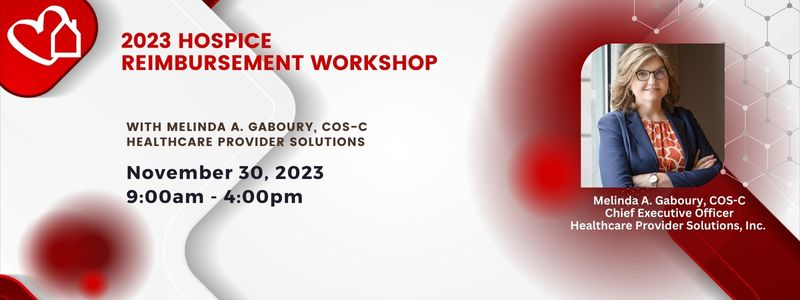 2023 HOSPICE
REIMBURSEMENT WORKSHOP
WITH MELINDA A. GABOURY, COS-C
HEALTHCARE PROVIDER SOLUTIONS
November 30, 2023
9:00am - 4:00pm
Melinda A. Gaboury, COS-C
Chief Executive Officer
Healthcare Provider Solutions, Inc.